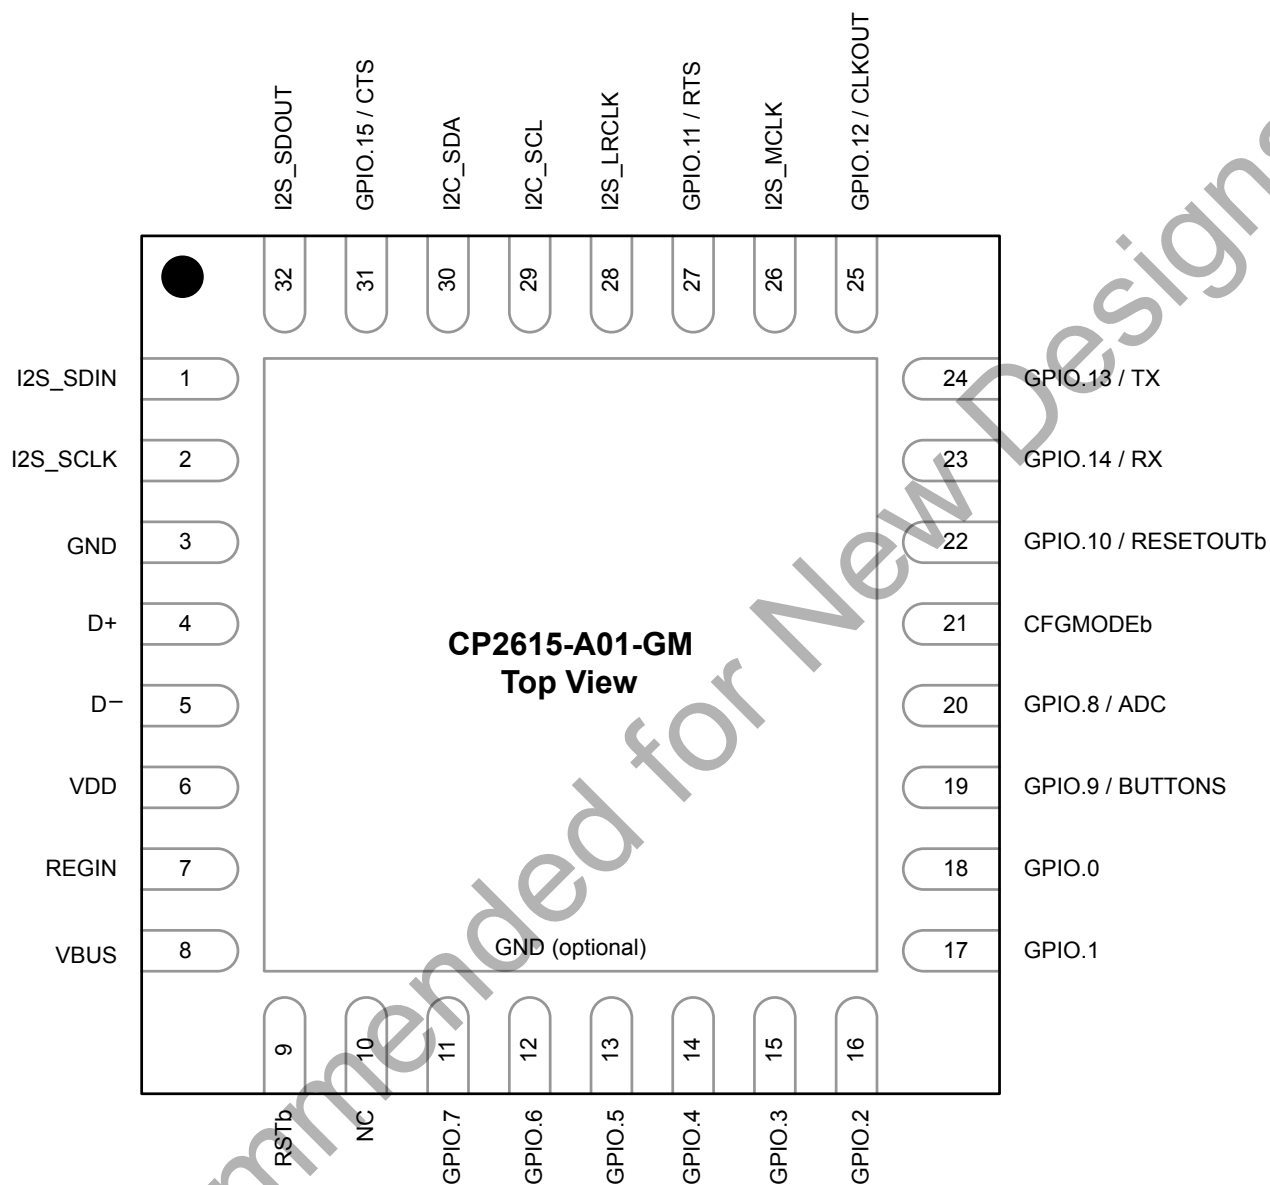 I2S_SDOUT
GPIO.15 / CTS
I2C_SDA
I2C_SCL
I2S_LRCLK
GPIO.11 / RTS
I2S_MCLK
GPIO.12 / CLKOUT
32
31
30
29
28
27
26
25
I2S_SDIN
1
24
GPIO.13 / TX
I2S_SCLK
2
23
GPIO.14 / RX
GND
3
22
GPIO.10 / RESETOUTb
D+
4
21
CFGMODEb
CP2615-A01-GM
Top View
D−
5
20
GPIO.8 / ADC
VDD
6
19
GPIO.9 / BUTTONS
REGIN
7
18
GPIO.0
VBUS
8
17
GPIO.1
GND (optional)
9
10
11
12
13
14
15
16
RSTb
NC
GPIO.7
GPIO.6
GPIO.5
GPIO.4
GPIO.3
GPIO.2
mmended for New Designs